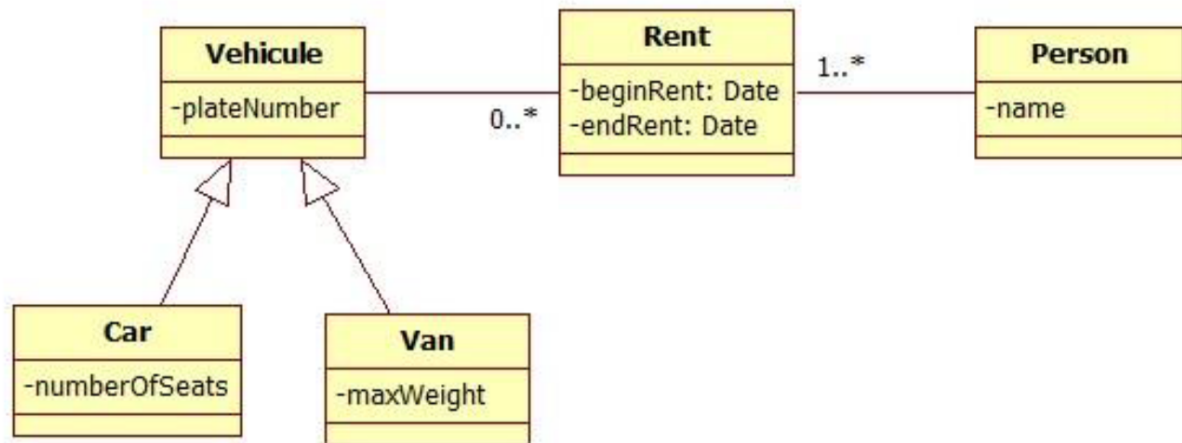 Vehicule
-plateNumber
0..*
Rent
-beginRent: Date
-endRent: Date
1..*
Person
-name
Car
-numberOfSeats
Van
-maxWeight